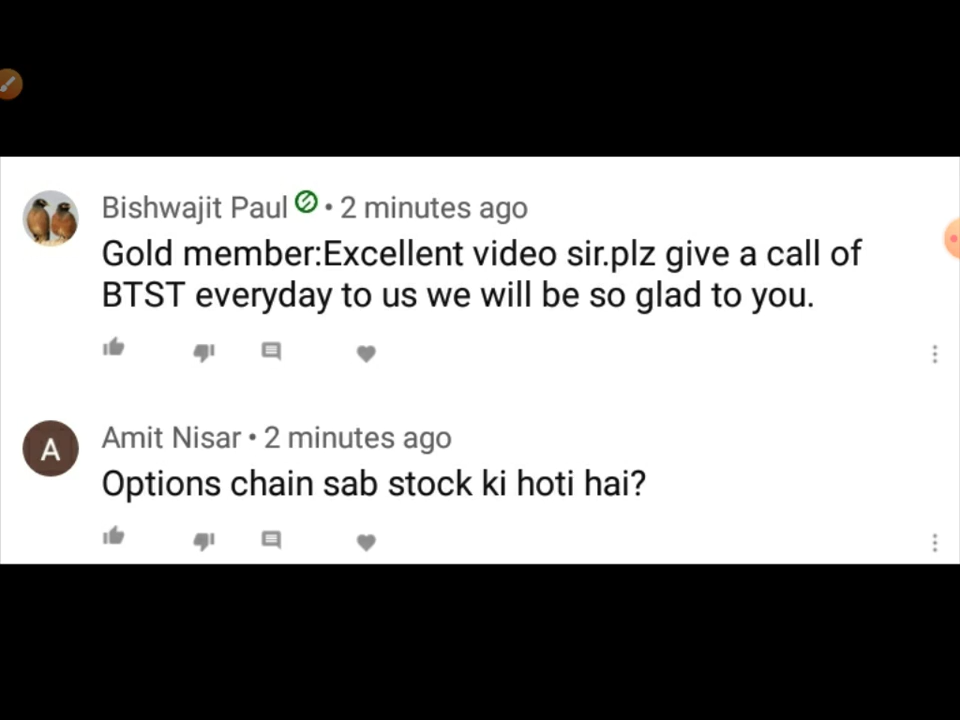 Bishwajit Paul • 2 minutes ago
Gold member:Excellent video sir.plz give a call of
BTST everyday to us we will be so glad to you.
A
Amit Nisar • 2 minutes ago
Options chain sab stock ki hoti hai?